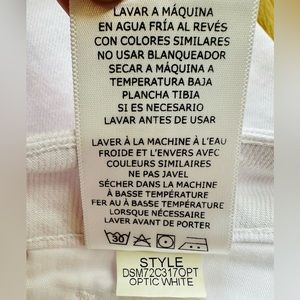 LAVAR A MÁQUINA
EN AGUA FRÍA AL REVÉS
CON COLORES SIMILARES
NO USAR BLANQUEADOR
SECAR A MÁQUINA A
TEMPERATURA BAJA
PLANCHA TIBIA
SI ES NECESARIO
LAVAR ANTES DE USAR
LAVER À LA MACHINE À L'EAU
FROIDE ET ENVERS AVEC
COULEURS SIMILAIRES
NE PAS JAVEL
SÉCHER DANS LA MACHINE
À BASSE TEMPÉRATURE
FER AU À BASSE TEMPÉRATURE
LORSQUE NÉCESSAIRE
LAVER AVANT DE PORTER
30
STYLE
DSM72C317OPT
OPTIC WHITE